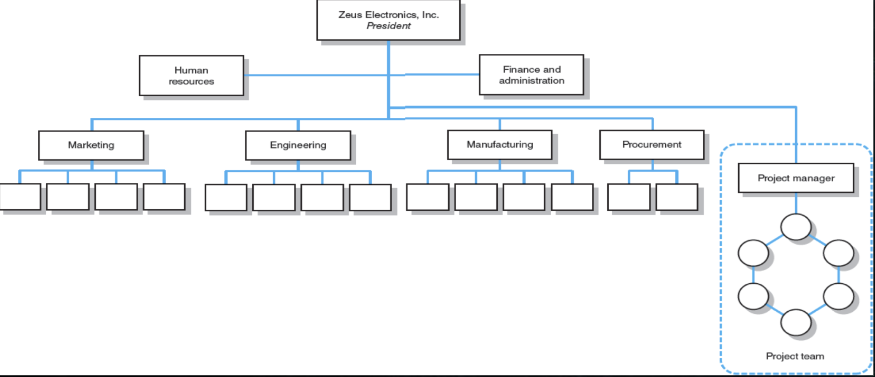 Zeus Electronics, Inc.
President
Human
resources
Finance and
administration
Marketing
Engineering
Manufacturing
Procurement
Project manager
Project team